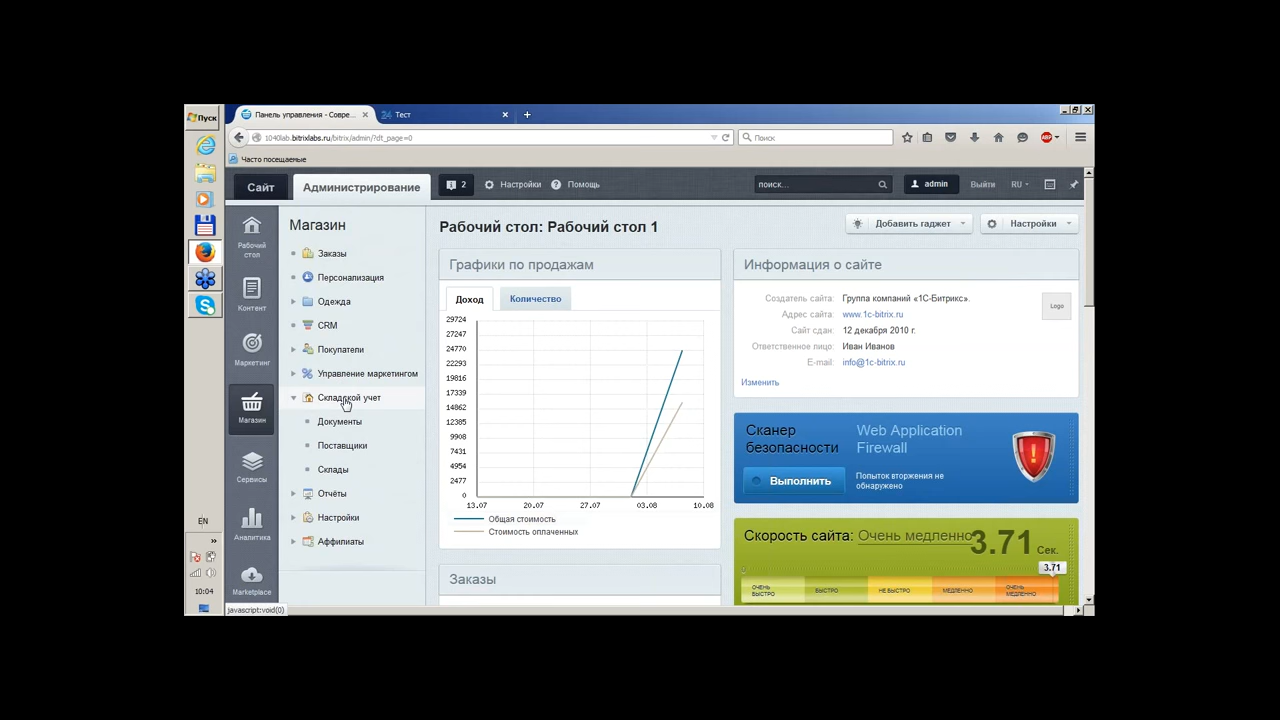 Пуск
Панель управления - Совре...
24 Тест
1040lab.bitrixlabs.ru/bitrix/admin/?dt_page=0
Поиск
ABP
Часто посещаемые
Сайт
Администрирование
2
Настройки
Помощь
поиск...
admin
Выйти
RU
Рабочий стол
Контент
Маркетинг
Магазин
Сервисы
Аналитика
Marketplace
Магазин
Заказы
Персонализация
Одежда
CRM
Покупатели
Управление маркетингом
Складской учет
Документы
Поставщики
Склады
Отчёты
Настройки
Аффилиаты
Рабочий стол: Рабочий стол 1
Добавить гаджет
Настройки
Графики по продажам
Доход
Количество
29724
27247
24770
22293
19816
17339
14862
12385
9908
7431
4954
2477
0
13.07 20.07 27.07 03.08 10.08
Общая стоимость
Стоимость оплаченных
Заказы
Информация о сайте
Создатель сайта: Группа компаний «1С-Битрикс».
Адрес сайта: www.1c-bitrix.ru
Сайт сдан: 12 декабря 2010 г.
Ответственное лицо: Иван Иванов
E-mail: info@1c-bitrix.ru
Logo
Изменить
Сканер безопасности
Web Application Firewall
Выполнить
Попыток вторжения не обнаружено
Скорость сайта: Очень медленно
3.71 Сек.
3.71
ОЧЕНЬ БЫСТРО
БЫСТРО
НЕ БЫСТРО
МЕДЛЕННО
ОЧЕНЬ МЕДЛЕННО
EN
10:04
javascript:void(0)